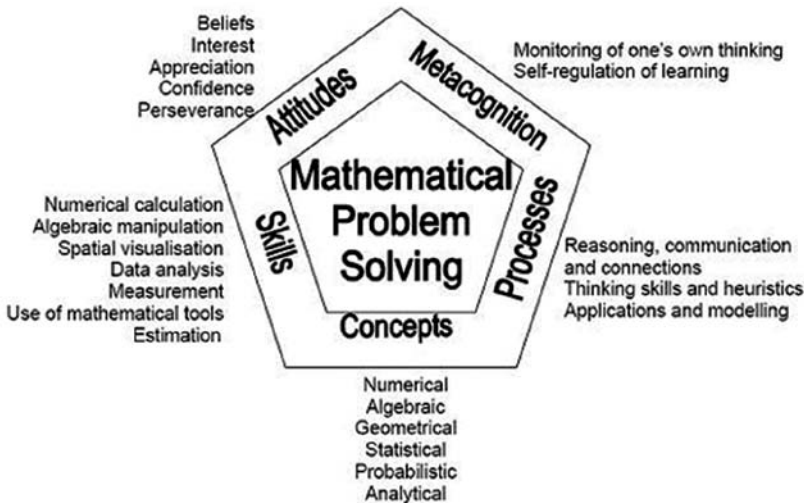 Beliefs
Interest
Appreciation
Confidence
Perseverance
Attitudes
Metacognition
Monitoring of one's own thinking
Self-regulation of learning
Numerical calculation
Algebraic manipulation
Spatial visualisation
Data analysis
Measurement
Use of mathematical tools
Estimation
Skills
Mathematical
Problem
Solving
Processes
Reasoning, communication
and connections
Thinking skills and heuristics
Applications and modelling
Concepts
Numerical
Algebraic
Geometrical
Statistical
Probabilistic
Analytical